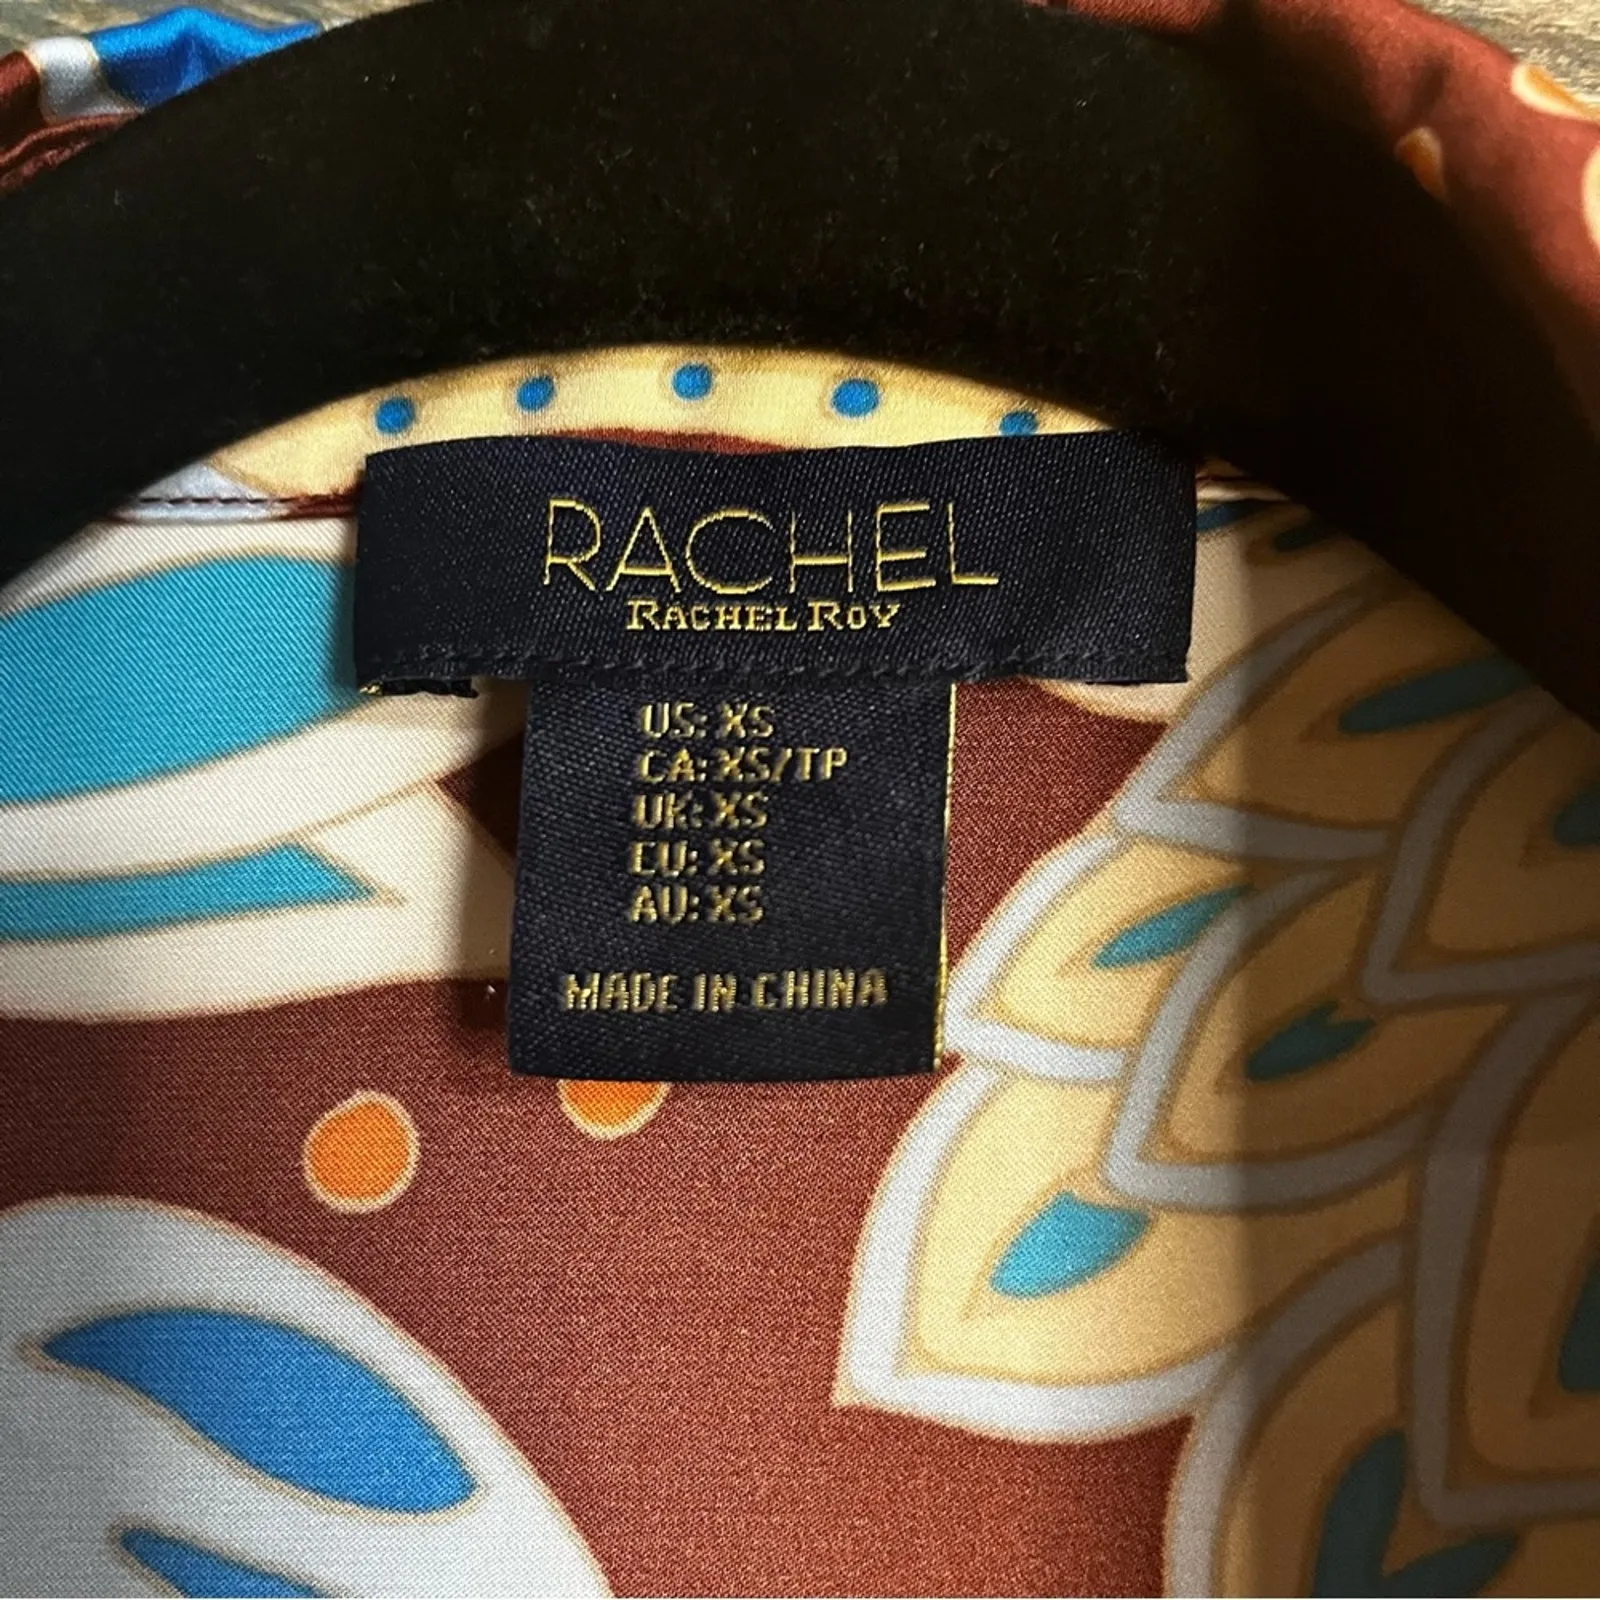 RACHEL
RACHEL ROY
US: XS
CA: XS/TP
UK: XS
EU: XS
AU: XS
MADE IN CHINA